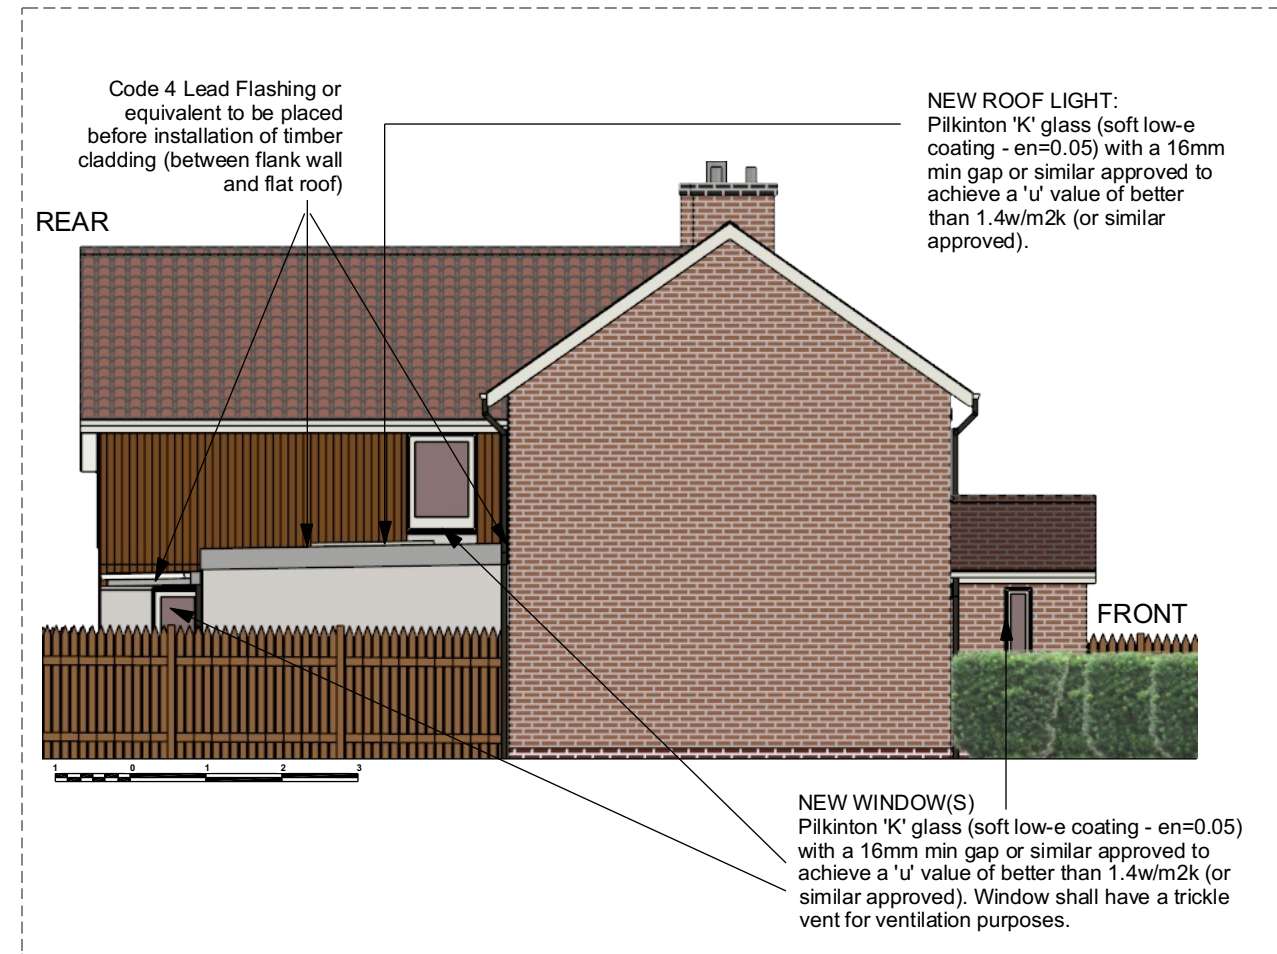 Code 4 Lead Flashing or
equivalent to be placed
before installation of timber
cladding (between flank wall
and flat roof)
NEW ROOF LIGHT:
Pilkinton 'K' glass (soft low-e
coating - en=0.05) with a 16mm
min gap or similar approved to
achieve a 'u' value of better
than 1.4w/m2k (or similar
approved).
REAR
FRONT
1 0 1 2 3
NEW WINDOW(S)
Pilkinton 'K' glass (soft low-e coating - en=0.05)
with a 16mm min gap or similar approved to
achieve a 'u' value of better than 1.4w/m2k (or
similar approved). Window shall have a trickle
vent for ventilation purposes.